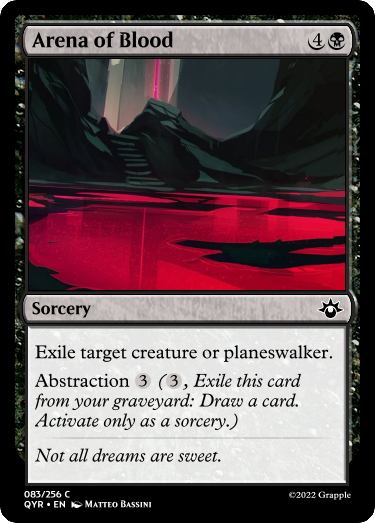 Arena of Blood 4
Sorcery
Exile target creature or planeswalker.
Abstraction 3 (3, Exile this card
from your graveyard: Draw a card.
Activate only as a sorcery.)
Not all dreams are sweet.
083/256 C
QYR • EN Matteo Bassini
©2022 Grapple